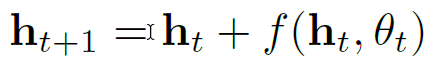 h_{t+1} = h_t + f(h_t, θ_t)